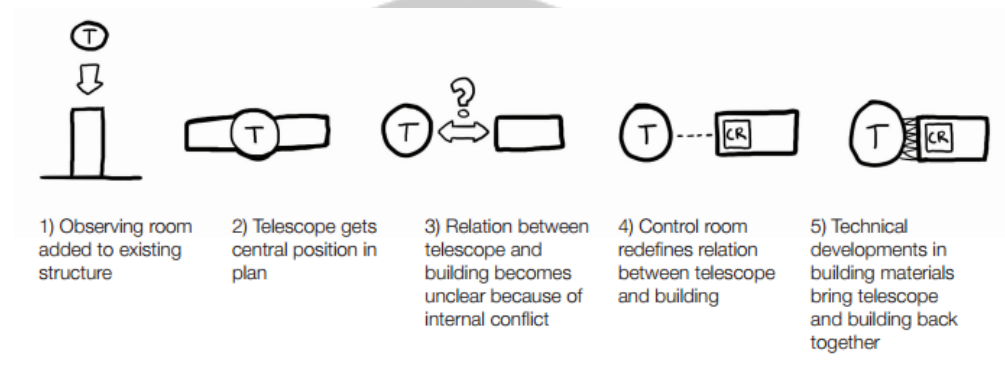 T
T
T
?
T
CR
T
CR
1) Observing room
added to existing
structure
2) Telescope gets
central position in
plan
3) Relation between
telescope and
building becomes
unclear because of
internal conflict
4) Control room
redefines relation
between telescope
and building
5) Technical
developments in
building materials
bring telescope
and building back
together